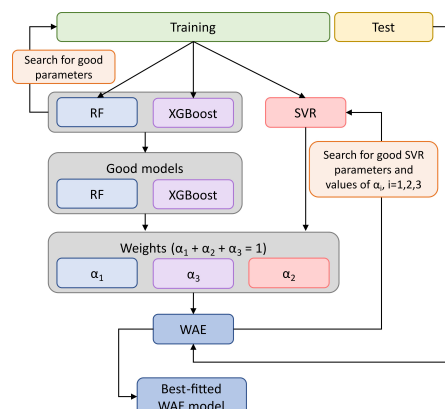 Training
Test
Search for good
parameters
RF
XGBoost
SVR
Search for good SVR
parameters and
values of αᵢ, i=1,2,3
Good models
RF
XGBoost
Weights (α₁ + α₂ + α₃ = 1)
α₁
α₃
α₂
WAE
Best-fitted
WAE model